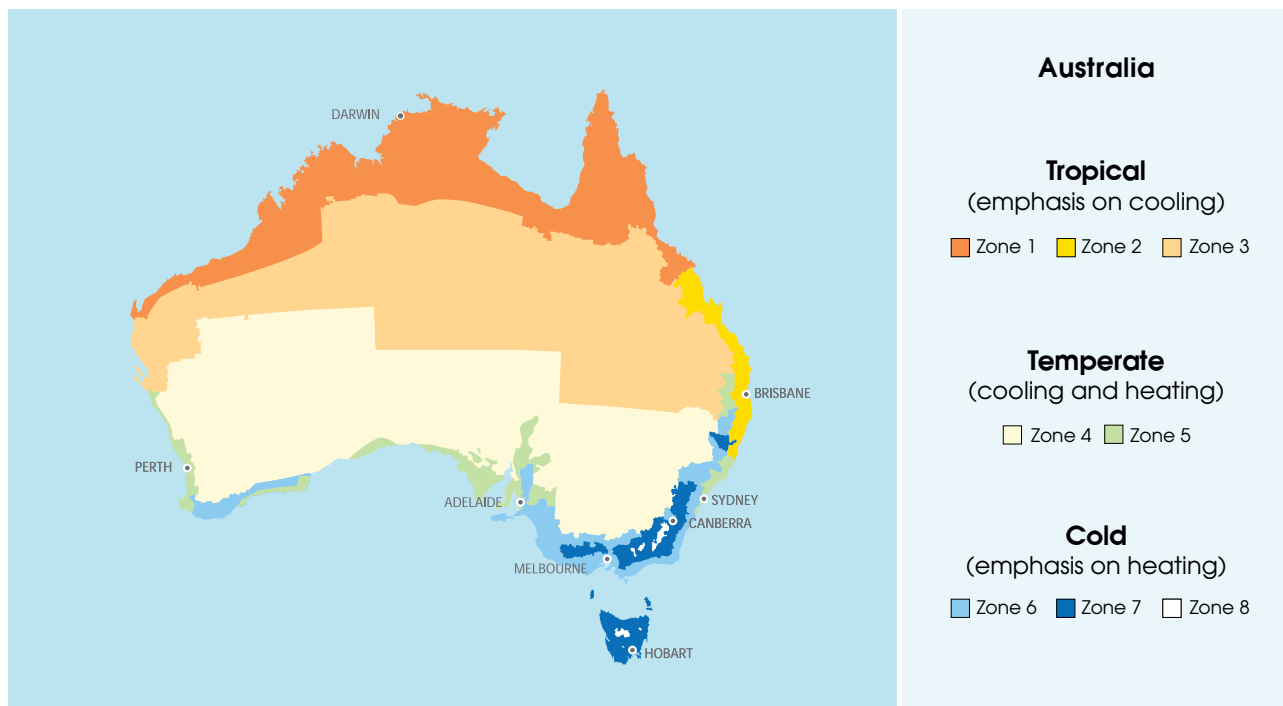 DARWIN
BRISBANE
PERTH
ADELAIDE
SYDNEY
CANBERRA
MELBOURNE
HOBART
Australia
Tropical
(emphasis on cooling)
Zone 1 Zone 2 Zone 3
Temperate
(cooling and heating)
Zone 4 Zone 5
Cold
(emphasis on heating)
Zone 6 Zone 7 Zone 8